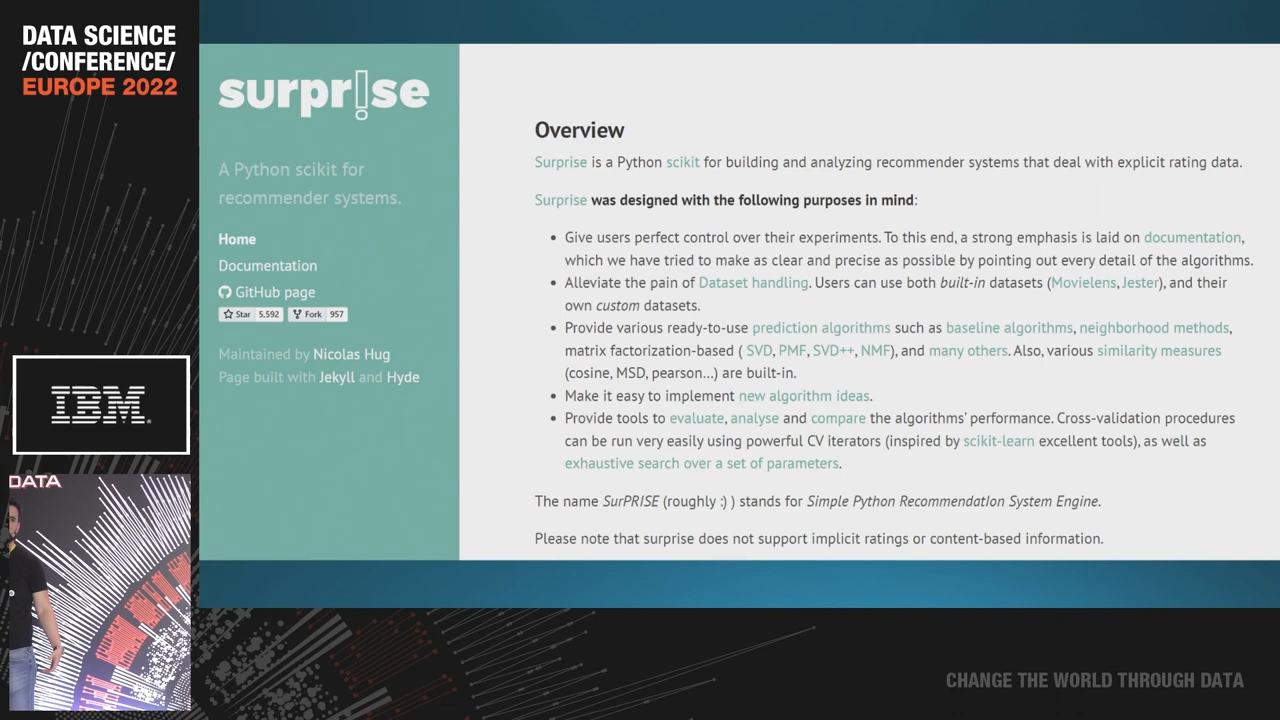 DATA SCIENCE
/CONFERENCE/
EUROPE 2022
surpr!se
A Python scikit for
recommender systems.
Home
Documentation
GitHub page
Star 5,592 Fork 957
Maintained by Nicolas Hug
Page built with Jekyll and Hyde
Overview
Surprise is a Python scikit for building and analyzing recommender systems that deal with explicit rating data.
Surprise was designed with the following purposes in mind:
• Give users perfect control over their experiments. To this end, a strong emphasis is laid on documentation,
which we have tried to make as clear and precise as possible by pointing out every detail of the algorithms.
• Alleviate the pain of Dataset handling. Users can use both built-in datasets (Movielens, Jester), and their
own custom datasets.
• Provide various ready-to-use prediction algorithms such as baseline algorithms, neighborhood methods,
matrix factorization-based ( SVD, PMF, SVD++, NMF), and many others. Also, various similarity measures
(cosine, MSD, pearson...) are built-in.
• Make it easy to implement new algorithm ideas.
• Provide tools to evaluate, analyse and compare the algorithms' performance. Cross-validation procedures
can be run very easily using powerful CV iterators (inspired by scikit-learn excellent tools), as well as
exhaustive search over a set of parameters.
The name SurPRISE (roughly :) ) stands for Simple Python RecommendatIon System Engine.
Please note that surprise does not support implicit ratings or content-based information.
IBM
DATA
CHANGE THE WORLD THROUGH DATA